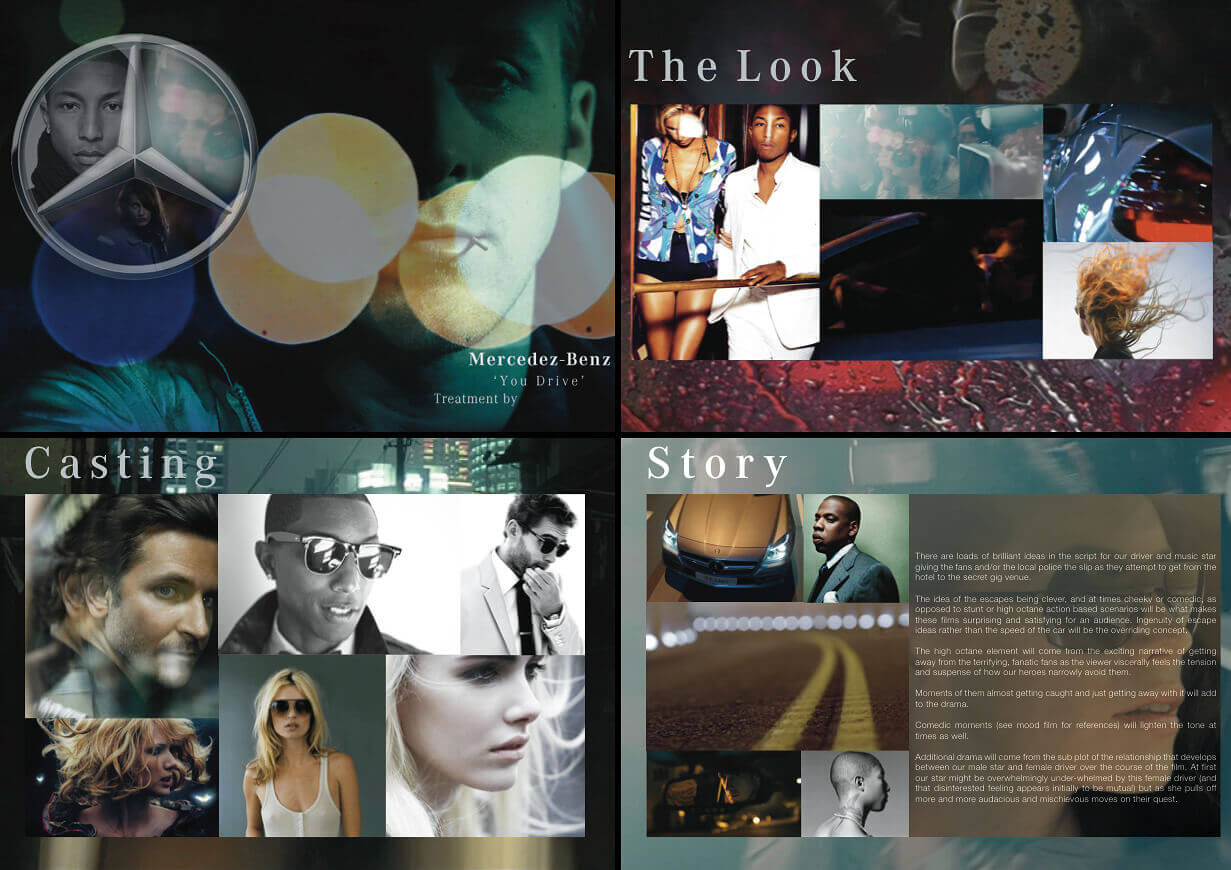 Mercedez-Benz
‘You Drive’
Treatment by
The Look
Casting
Story
There are loads of brilliant ideas in the script for our driver and music star
giving the fans and/or the local police the slip as they attempt to get from the
hotel to the secret gig venue.
The idea of the escapes being clever, and at times cheeky or comedic, as
opposed to stunt or high octane action based scenarios will be what makes
these films surprising and satisfying for an audience. Ingenuity of escape
ideas rather than the speed of the car will be the overriding concept.
The high octane element will come from the exciting narrative of getting
away from the terrifying, fanatic fans as the viewer viscerally feels the tension
and suspense of how our heroes narrowly avoid them.
Moments of them almost getting caught and just getting away with it will add
to the drama.
Comedic moments (see mood film for references) will lighten the tone at
times as well.
Additional drama will come from the sub plot of the relationship that develops
between our male star and female driver over the course of the film. At first
our star might be overwhelmingly under-whelmed by this female driver (and
that disinterested feeling appears initially to be mutual) but as she pulls off
more and more audacious and mischievous moves on their quest.